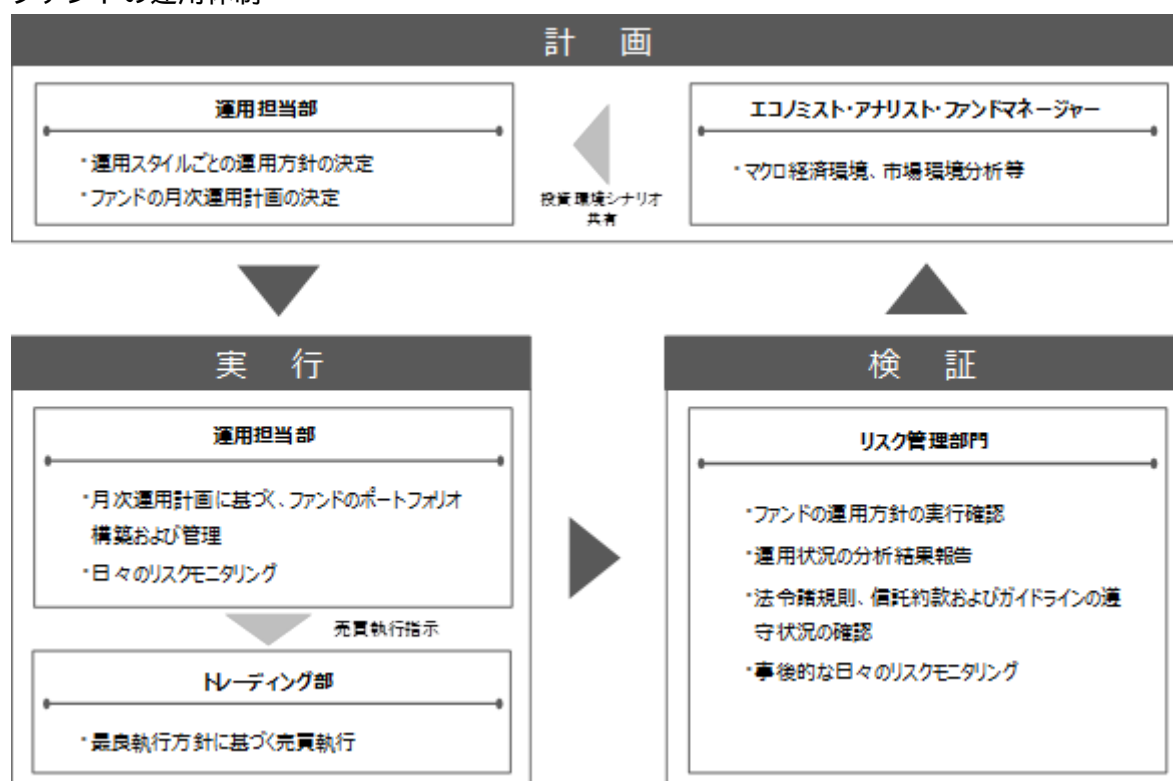 ファンドの運用体制
計 画
運用担当部
・運用スタイルごとの運用方針の決定
・ファンドの月次運用計画の決定
投資環境シナリオ
共有
エコノミスト・アナリスト・ファンドマネージャー
・マクロ経済環境、市場環境分析等
実 行
運用担当部
・月次運用計画に基づく、ファンドのポートフォリオ
構築および管理
・日々のリスクモニタリング
売買執行指示
トレーディング部
・最良執行方針に基づく売買執行
検 証
リスク管理部門
・ファンドの運用方針の実行確認
・運用状況の分析結果報告
・法令諸規則、信託約款およびガイドラインの遵
守状況の確認
・事後的な日々のリスクモニタリング